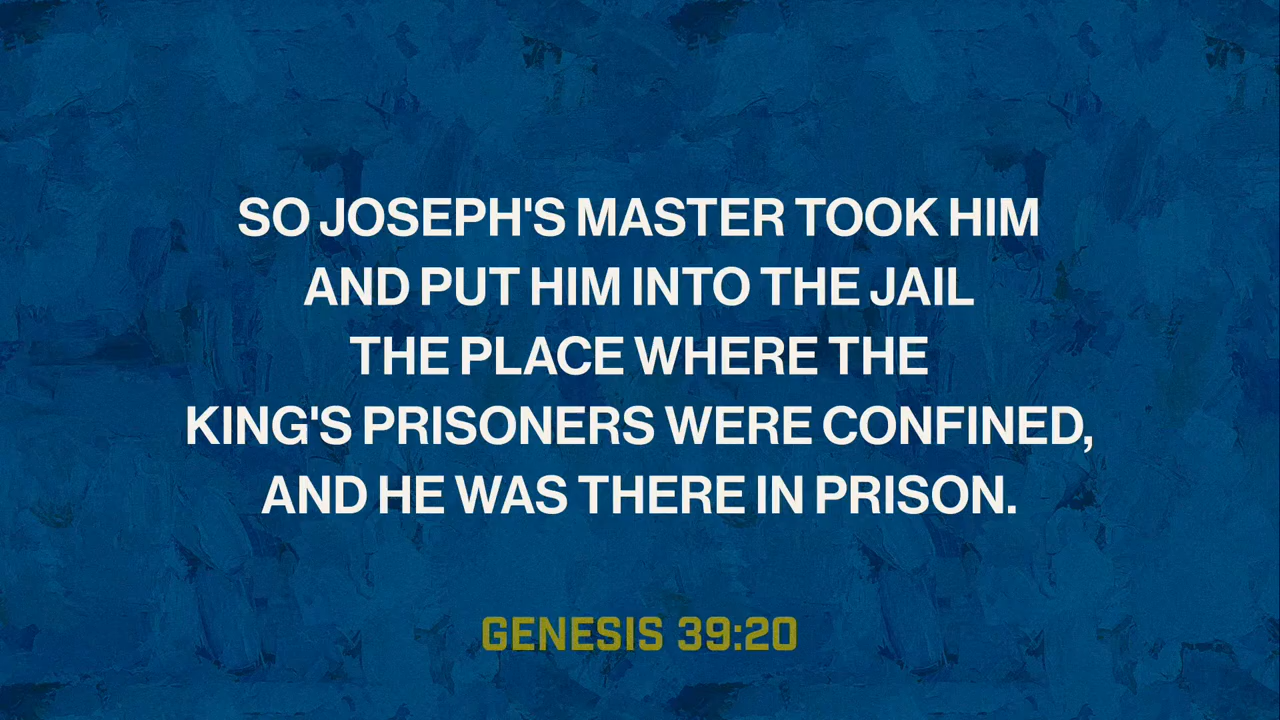 SO JOSEPH'S MASTER TOOK HIM
AND PUT HIM INTO THE JAIL
THE PLACE WHERE THE
KING'S PRISONERS WERE CONFINED,
AND HE WAS THERE IN PRISON.
GENESIS 39:20